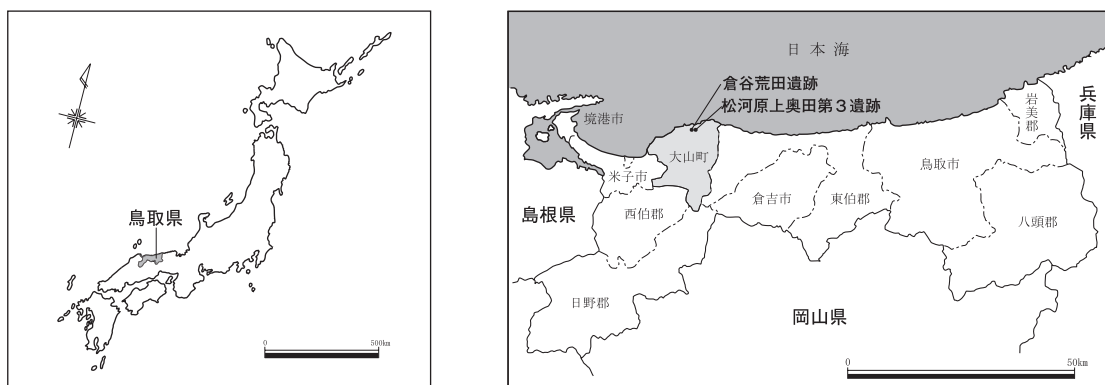 鳥取県
0
500km
日本海
倉谷荒田遺跡
松河原上奥田第3遺跡
境港市
大山町
米子市
西伯郡
島根県
日野郡
倉吉市
東伯郡
鳥取市
岩美郡
兵庫県
八頭郡
岡山県
0
50km